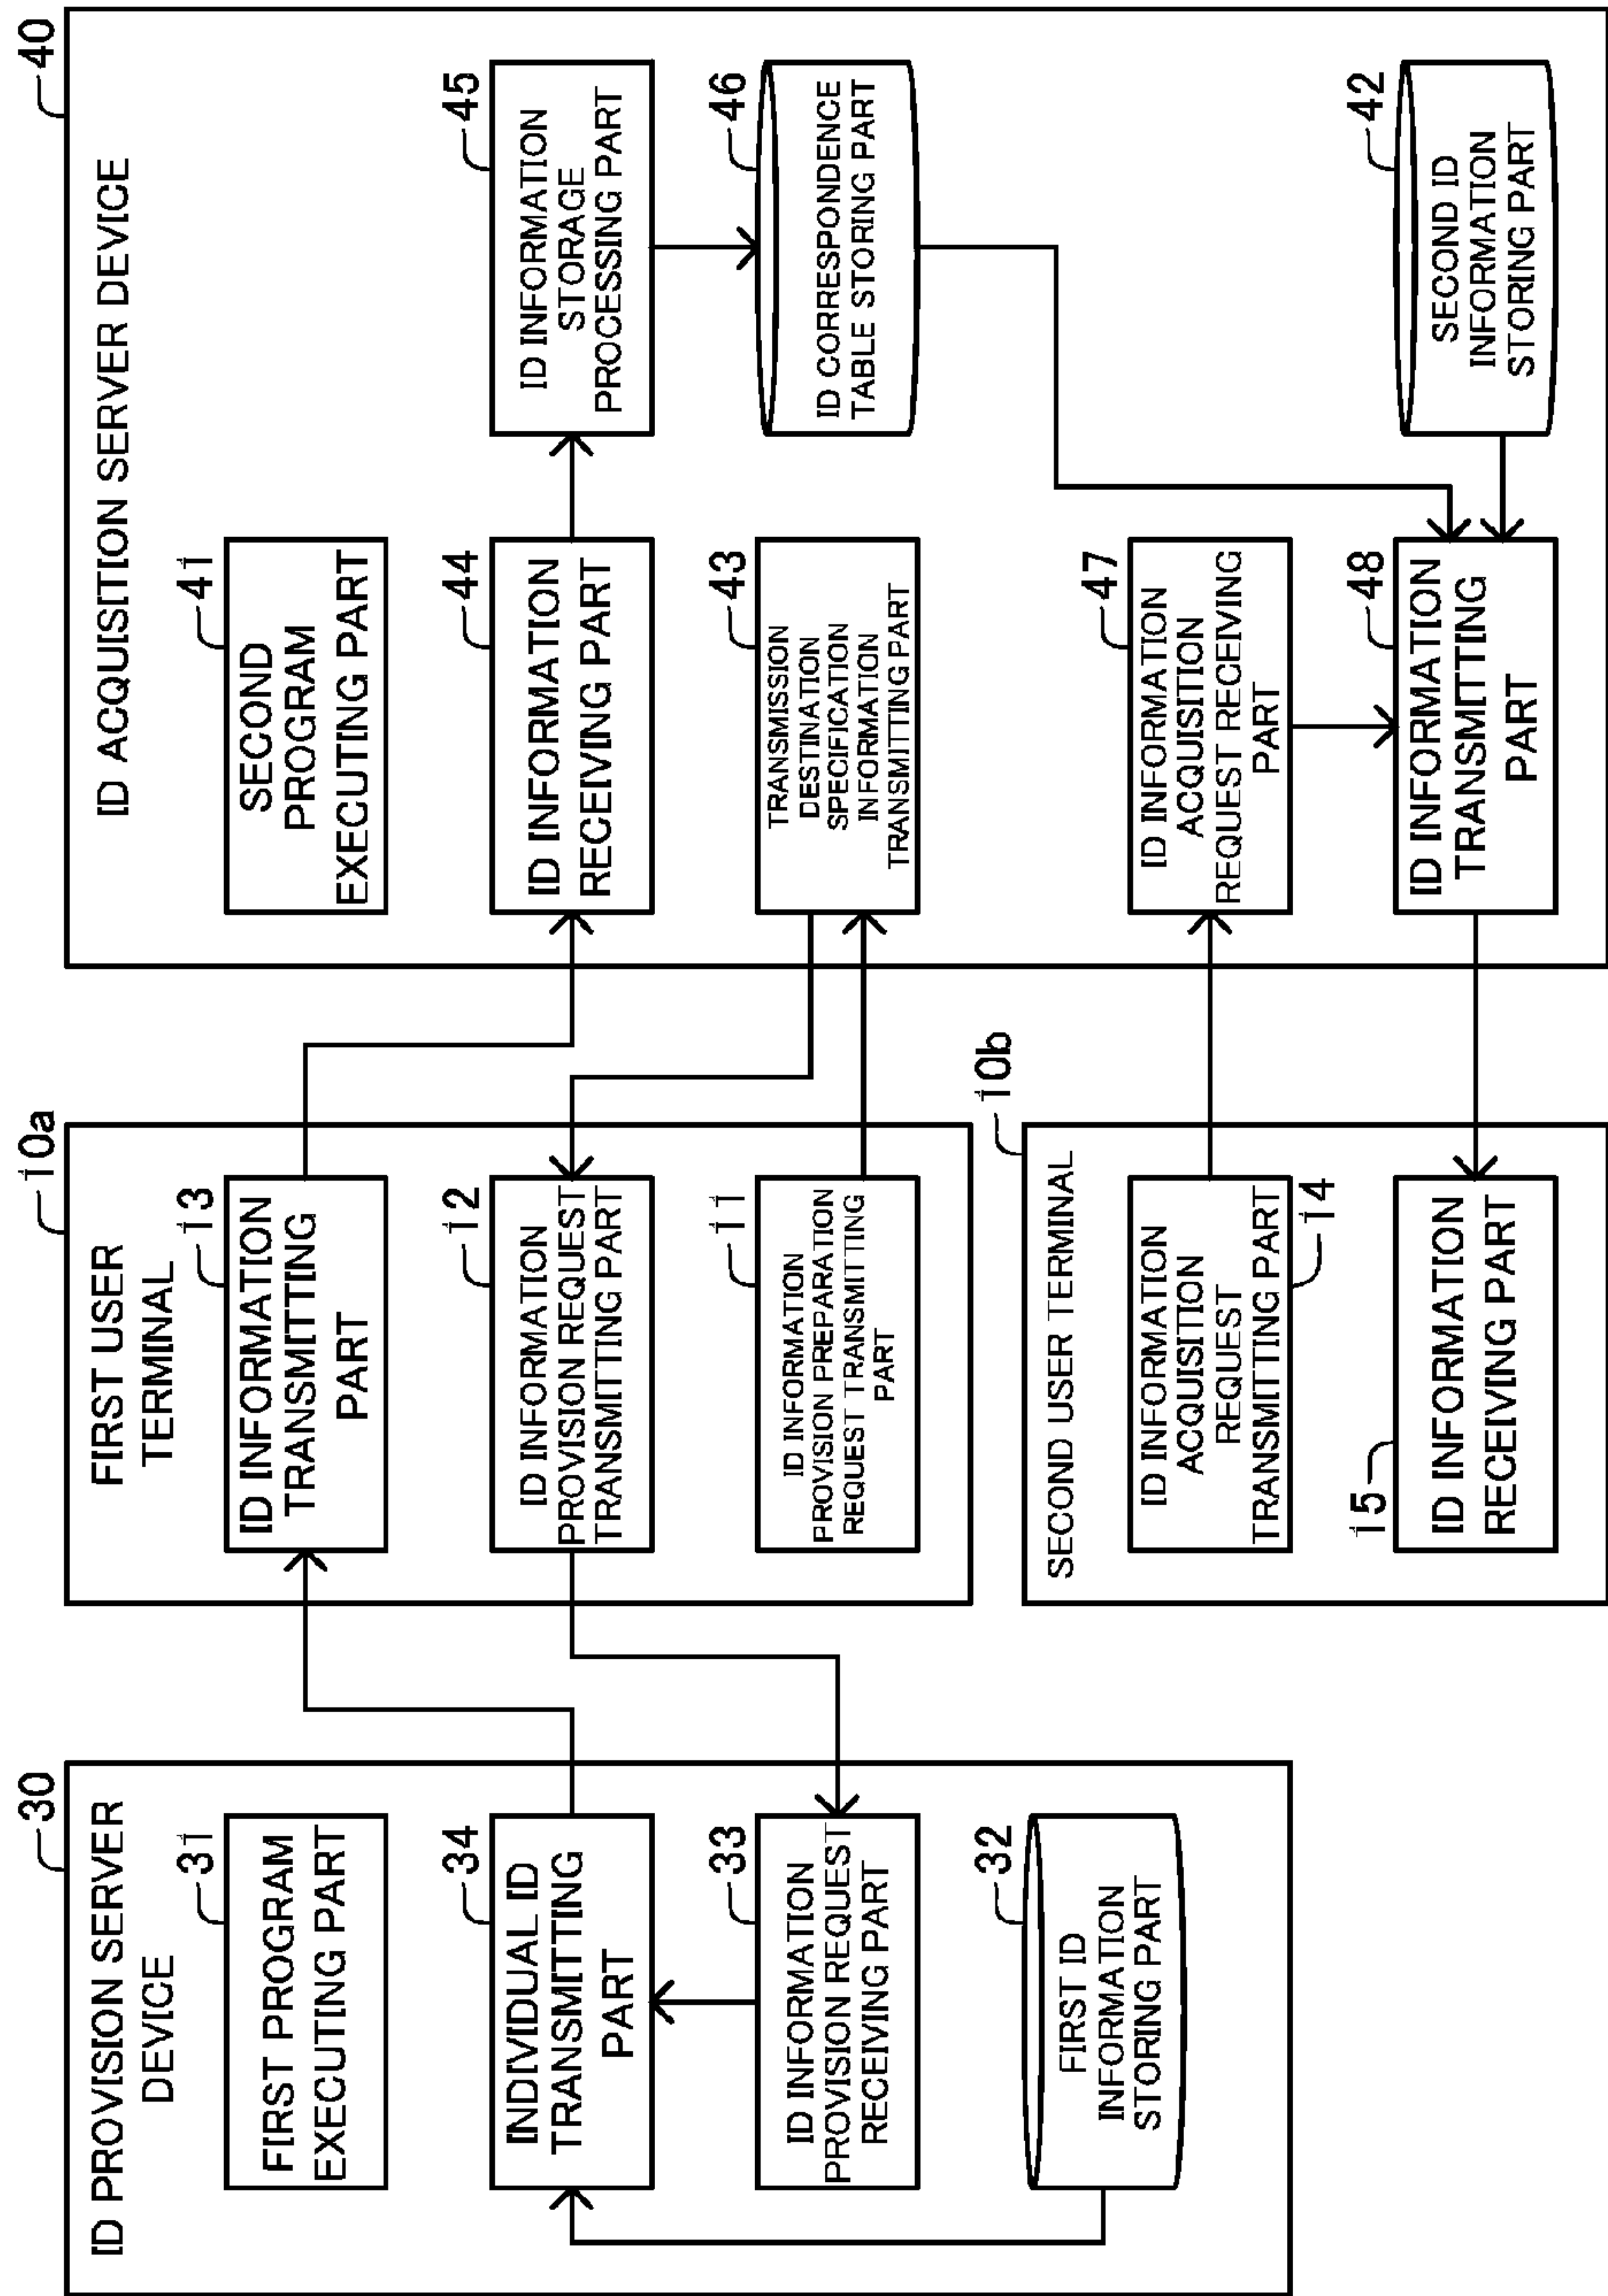 30
ID PROVISION SERVER
DEVICE
31
FIRST PROGRAM
EXECUTING PART
34
INDIVIDUAL ID
TRANSMITTING
PART
33
ID INFORMATION
PROVISION REQUEST
RECEIVING PART
32
FIRST ID
INFORMATION
STORING PART
10a
FIRST USER
TERMINAL
13
ID INFORMATION
TRANSMITTING
PART
12
ID INFORMATION
PROVISION REQUEST
TRANSMITTING PART
11
ID INFORMATION
PROVISION PREPARATION
REQUEST TRANSMITTING
PART
10b
SECOND USER TERMINAL
ID INFORMATION
ACQUISITION
REQUEST
TRANSMITTING PART
14
15
ID INFORMATION
RECEIVING PART
40
ID ACQUISITION SERVER DEVICE
41
SECOND
PROGRAM
EXECUTING PART
44
ID INFORMATION
RECEIVING PART
45
ID INFORMATION
STORAGE
PROCESSING PART
43
TRANSMISSION
DESTINATION
SPECIFICATION
INFORMATION
TRANSMITTING PART
46
ID CORRESPONDENCE
TABLE STORING PART
47
ID INFORMATION
ACQUISITION
REQUEST RECEIVING
PART
48
ID INFORMATION
TRANSMITTING
PART
42
SECOND ID
INFORMATION
STORING PART